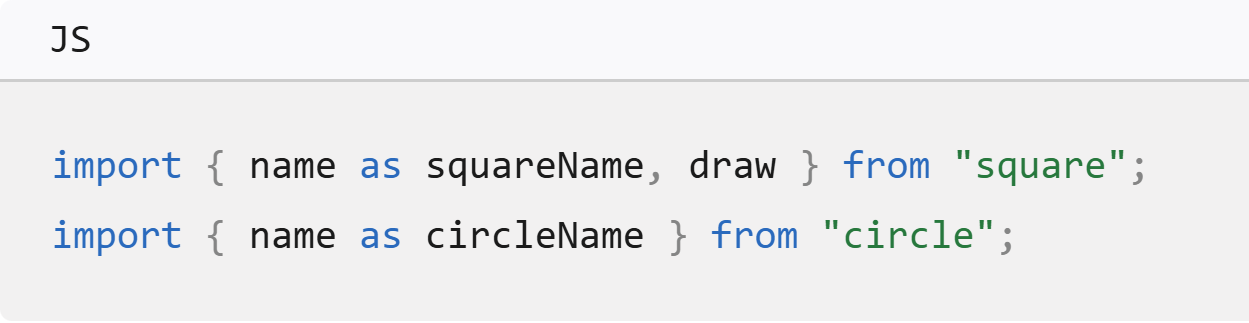 JS
import { name as squareName, draw } from "square";
import { name as circleName } from "circle";